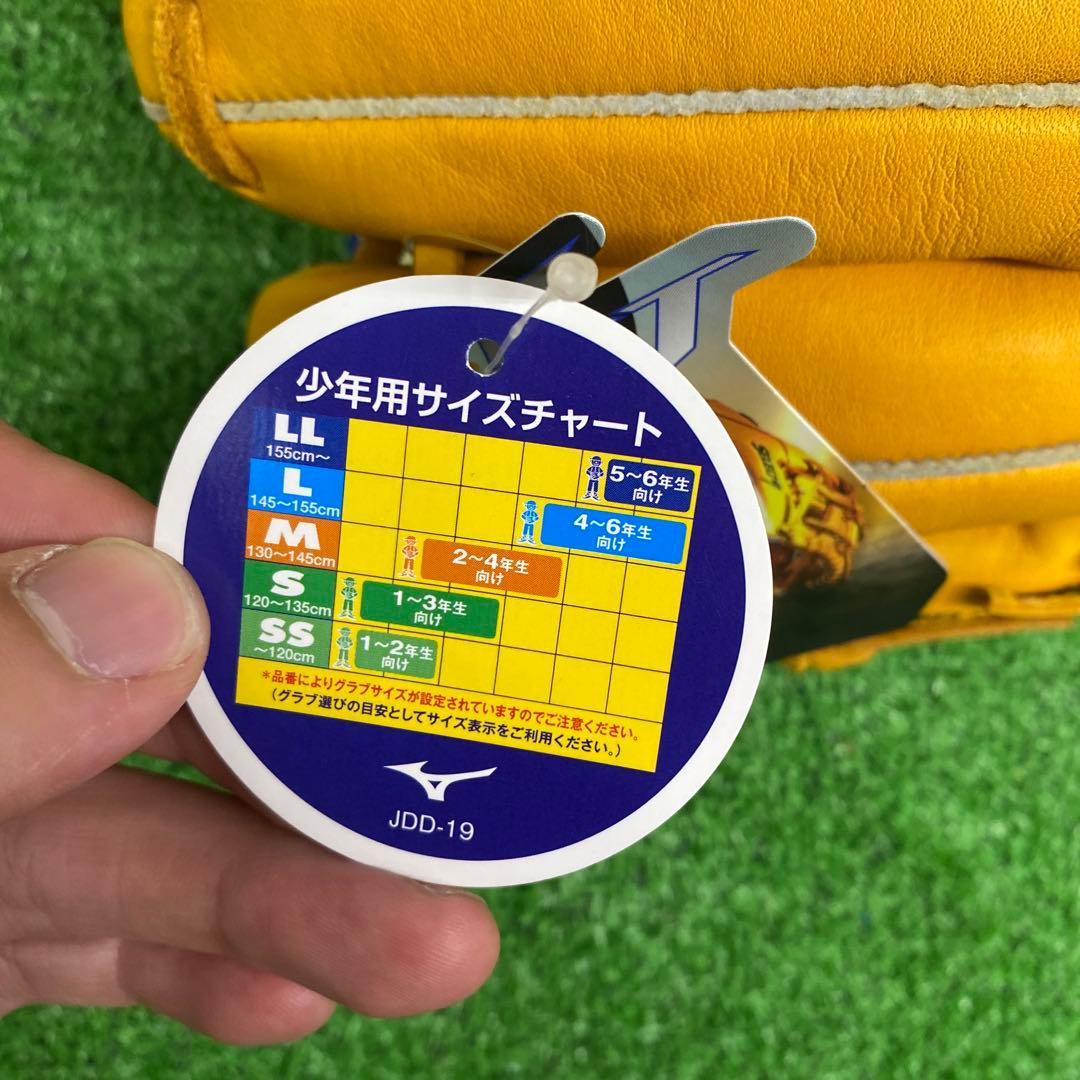 少年用サイズチャート
LL
155cm～
5～6年生
向け
L
145～155cm
4～6年生
向け
M
130～145cm
2～4年生
向け
S
120～135cm
1～3年生
向け
SS
～120cm
1～2年生
向け
*品番によりグラブサイズが設定されていますのでご注意ください。
(グラブ選びの目安としてサイズ表示をご利用ください。)
JDD-19